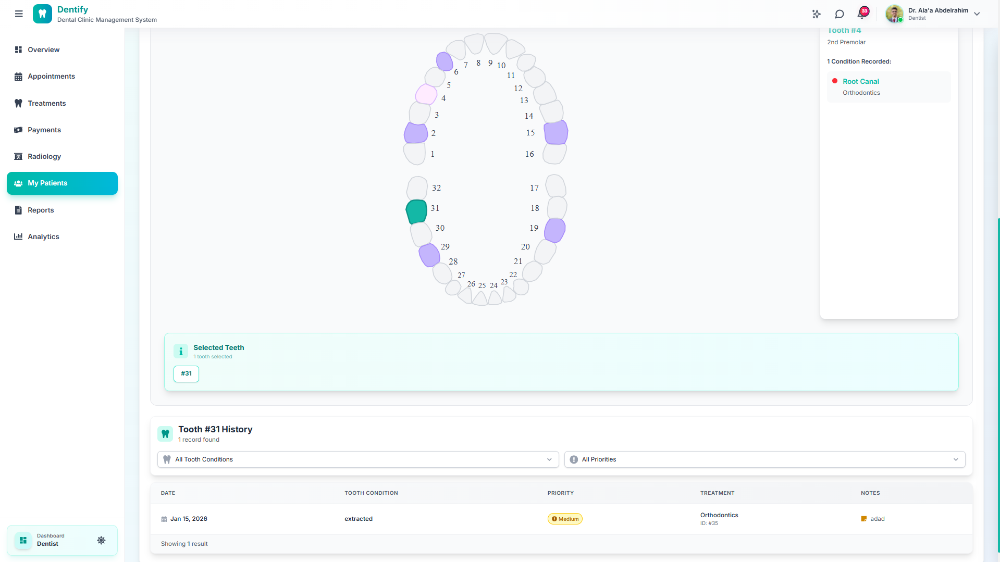 Dentify
Dental Clinic Management System
33
Dr. Ala'a Abdelrahim
Dentist
Overview
Appointments
Treatments
Payments
Radiology
My Patients
Reports
Analytics
Dashboard
Dentist
7
8
9
10
6
11
5
12
4
13
3
14
2
15
1
16
32
17
31
18
30
19
29
20
28
21
27
22
26
25
24
23
Tooth #4
2nd Premolar
1 Condition Recorded:
Root Canal
Orthodontics
Selected Teeth
1 tooth selected
#31
Tooth #31 History
1 record found
All Tooth Conditions
All Priorities
DATE TOOTH CONDITION PRIORITY TREATMENT NOTES
Jan 15, 2026 extracted Medium Orthodontics adad
ID: #35
Showing 1 result